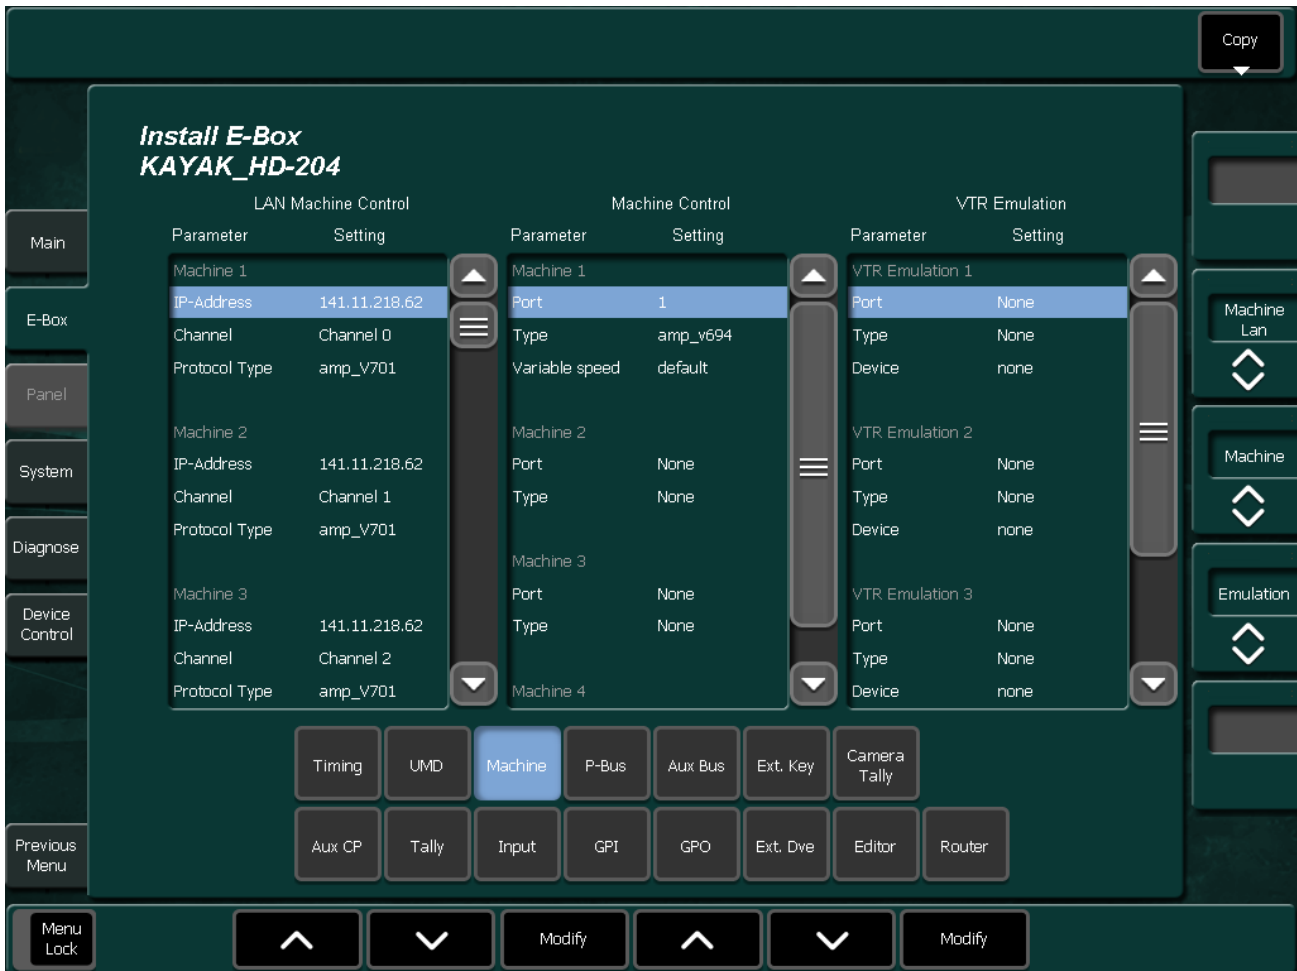 Copy
Install E-Box
KAYAK_HD-204
LAN Machine Control
Parameter Setting
Machine 1
IP-Address 141.11.218.62
Channel Channel 0
Protocol Type amp_V701
Machine 2
IP-Address 141.11.218.62
Channel Channel 1
Protocol Type amp_V701
Machine 3
IP-Address 141.11.218.62
Channel Channel 2
Protocol Type amp_V701
Machine Control
Parameter Setting
Machine 1
Port 1
Type amp_v694
Variable speed default
Machine 2
Port None
Type None
Machine 3
Port None
Type None
Machine 4
VTR Emulation
Parameter Setting
VTR Emulation 1
Port None
Type None
Device none
VTR Emulation 2
Port None
Type None
Device none
VTR Emulation 3
Port None
Type None
Device none
Main
E-Box
Panel
System
Diagnose
Device
Control
Previous
Menu
Machine
Lan
Machine
Emulation
Timing UMD Machine P-Bus Aux Bus Ext. Key Camera
Tally
Aux CP Tally Input GPI GPO Ext. Dve Editor Router
Menu
Lock
Modify
Modify